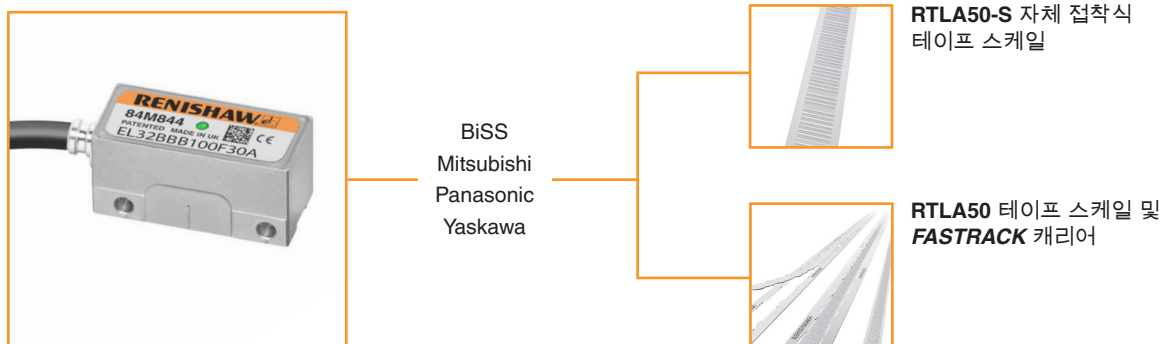 RENISHAW
84M844
PATENTED MADE IN UK
CE
EL32BBB100F30A
BiSS
Mitsubishi
Panasonic
Yaskawa
RTLA50-S 자체 접착식
테이프 스케일
RTLA50 테이프 스케일 및
FASTRACK 캐리어